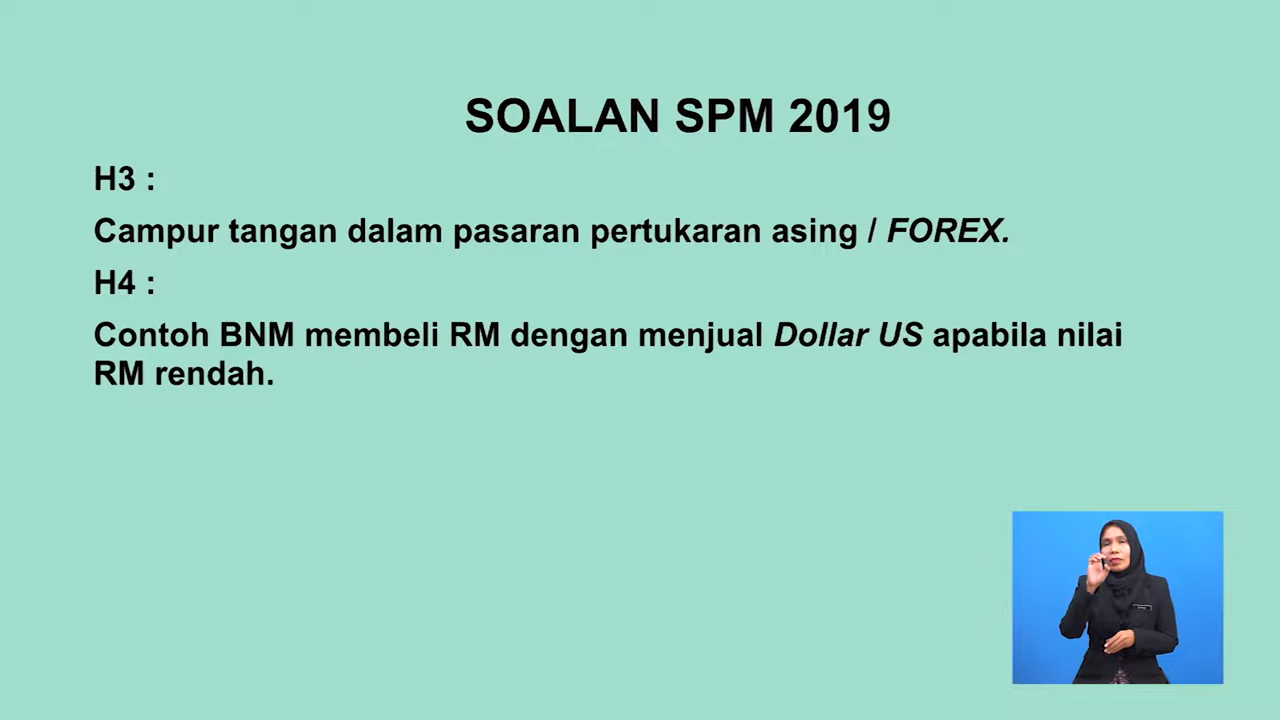 SOALAN SPM 2019
H3 :
Campur tangan dalam pasaran pertukaran asing / FOREX.
H4 :
Contoh BNM membeli RM dengan menjual Dollar US apabila nilai
RM rendah.